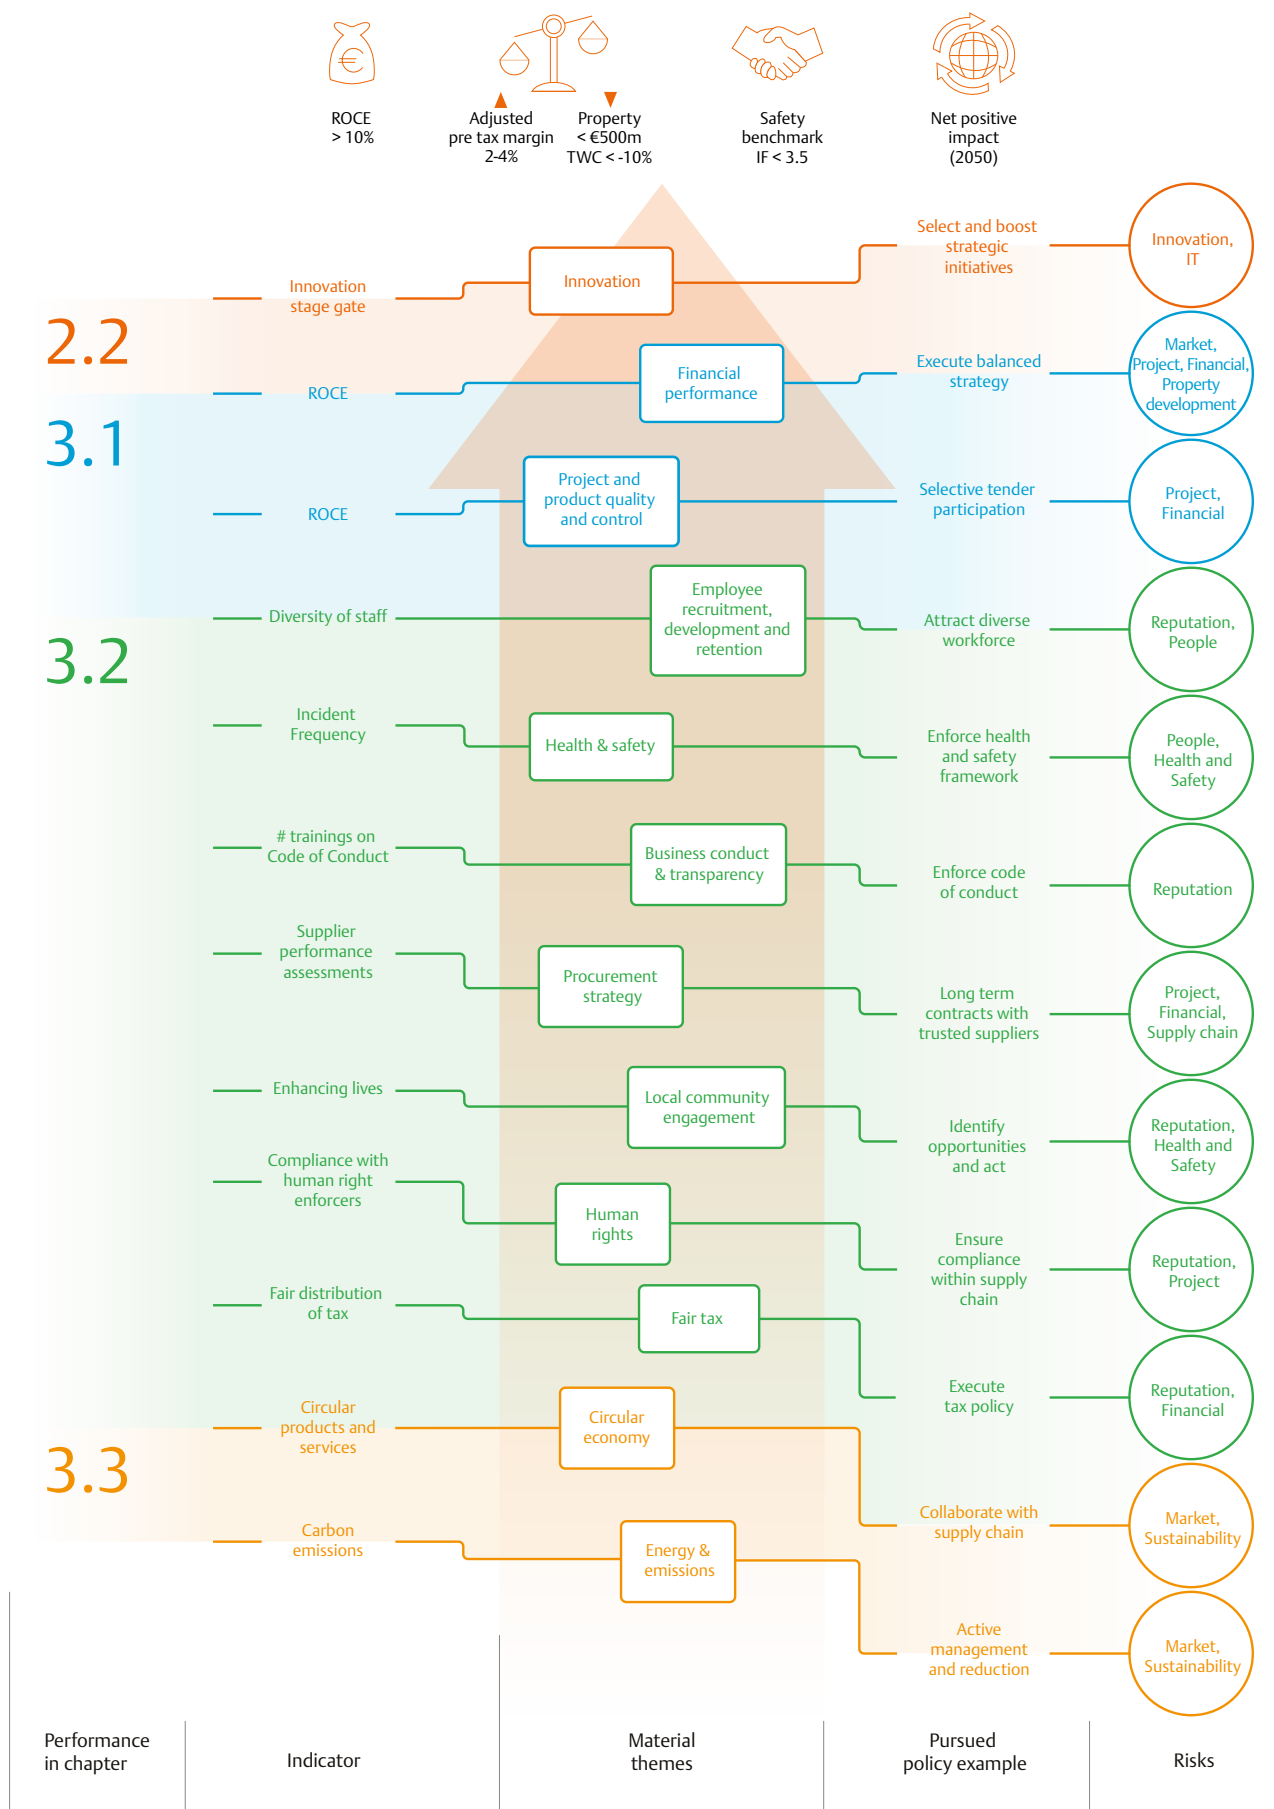 €
ROCE
> 10%
Adjusted
pre tax margin
2-4%
Property
< €500m
TWC < -10%
Safety
benchmark
IF < 3.5
Net positive
impact
(2050)
2.2
Innovation
stage gate
Innovation
Select and boost
strategic
initiatives
Innovation,
IT
3.1
ROCE
Financial
performance
Execute balanced
strategy
Market,
Project, Financial,
Property
development
ROCE
Project and
product quality
and control
Selective tender
participation
Project,
Financial
3.2
Diversity of staff
Employee
recruitment,
development and
retention
Attract diverse
workforce
Reputation,
People
Incident
Frequency
Health & safety
Enforce health
and safety
framework
People,
Health and
Safety
# trainings on
Code of Conduct
Business conduct
& transparency
Enforce code
of conduct
Reputation
Supplier
performance
assessments
Procurement
strategy
Long term
contracts with
trusted suppliers
Project,
Financial,
Supply chain
Enhancing lives
Local community
engagement
Identify
opportunities
and act
Reputation,
Health and
Safety
Compliance with
human right
enforcers
Human
rights
Ensure
compliance
within supply
chain
Reputation,
Project
Fair distribution
of tax
Fair tax
Execute
tax policy
Reputation,
Financial
3.3
Circular
products and
services
Circular
economy
Collaborate with
supply chain
Market,
Sustainability
Carbon
emissions
Energy &
emissions
Active
management
and reduction
Market,
Sustainability
Performance
in chapter
Indicator
Material
themes
Pursued
policy example
Risks